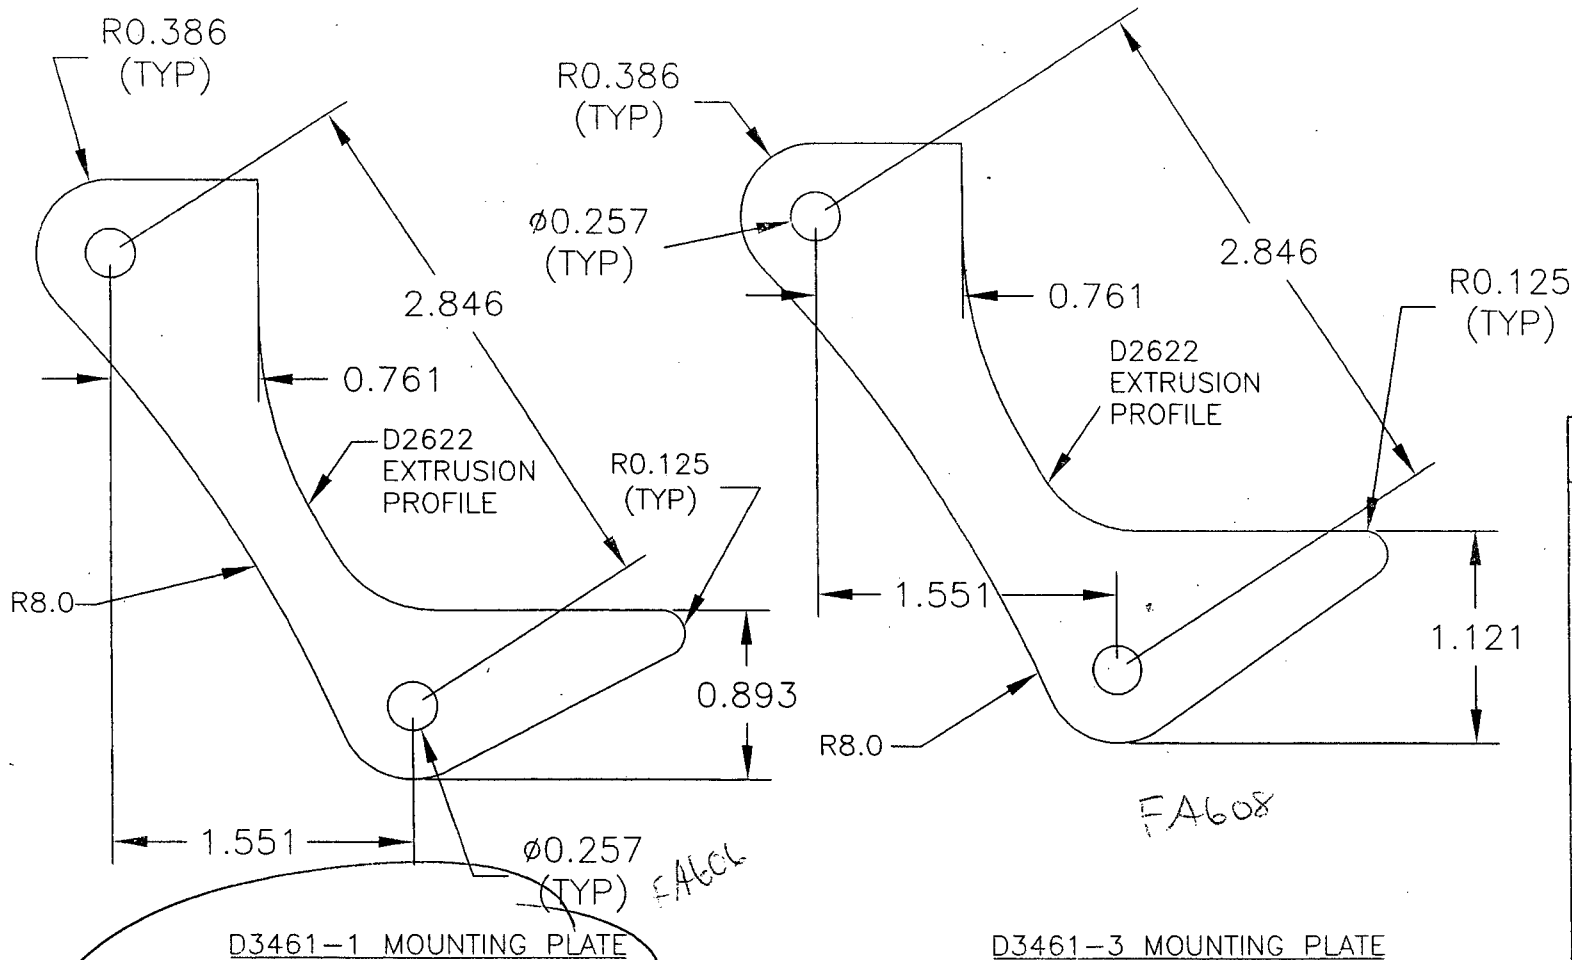 R0.386
(TYP)
2.846
0.761
D2622
EXTRUSION
PROFILE
R0.125
(TYP)
R8.0
0.893
1.551
ø0.257
(TYP)
FA606
D3461-1 MOUNTING PLATE
R0.386
(TYP)
ø0.257
(TYP)
2.846
0.761
R0.125
(TYP)
D2622
EXTRUSION
PROFILE
1.551
1.121
R8.0
FA608
D3461-3 MOUNTING PLATE